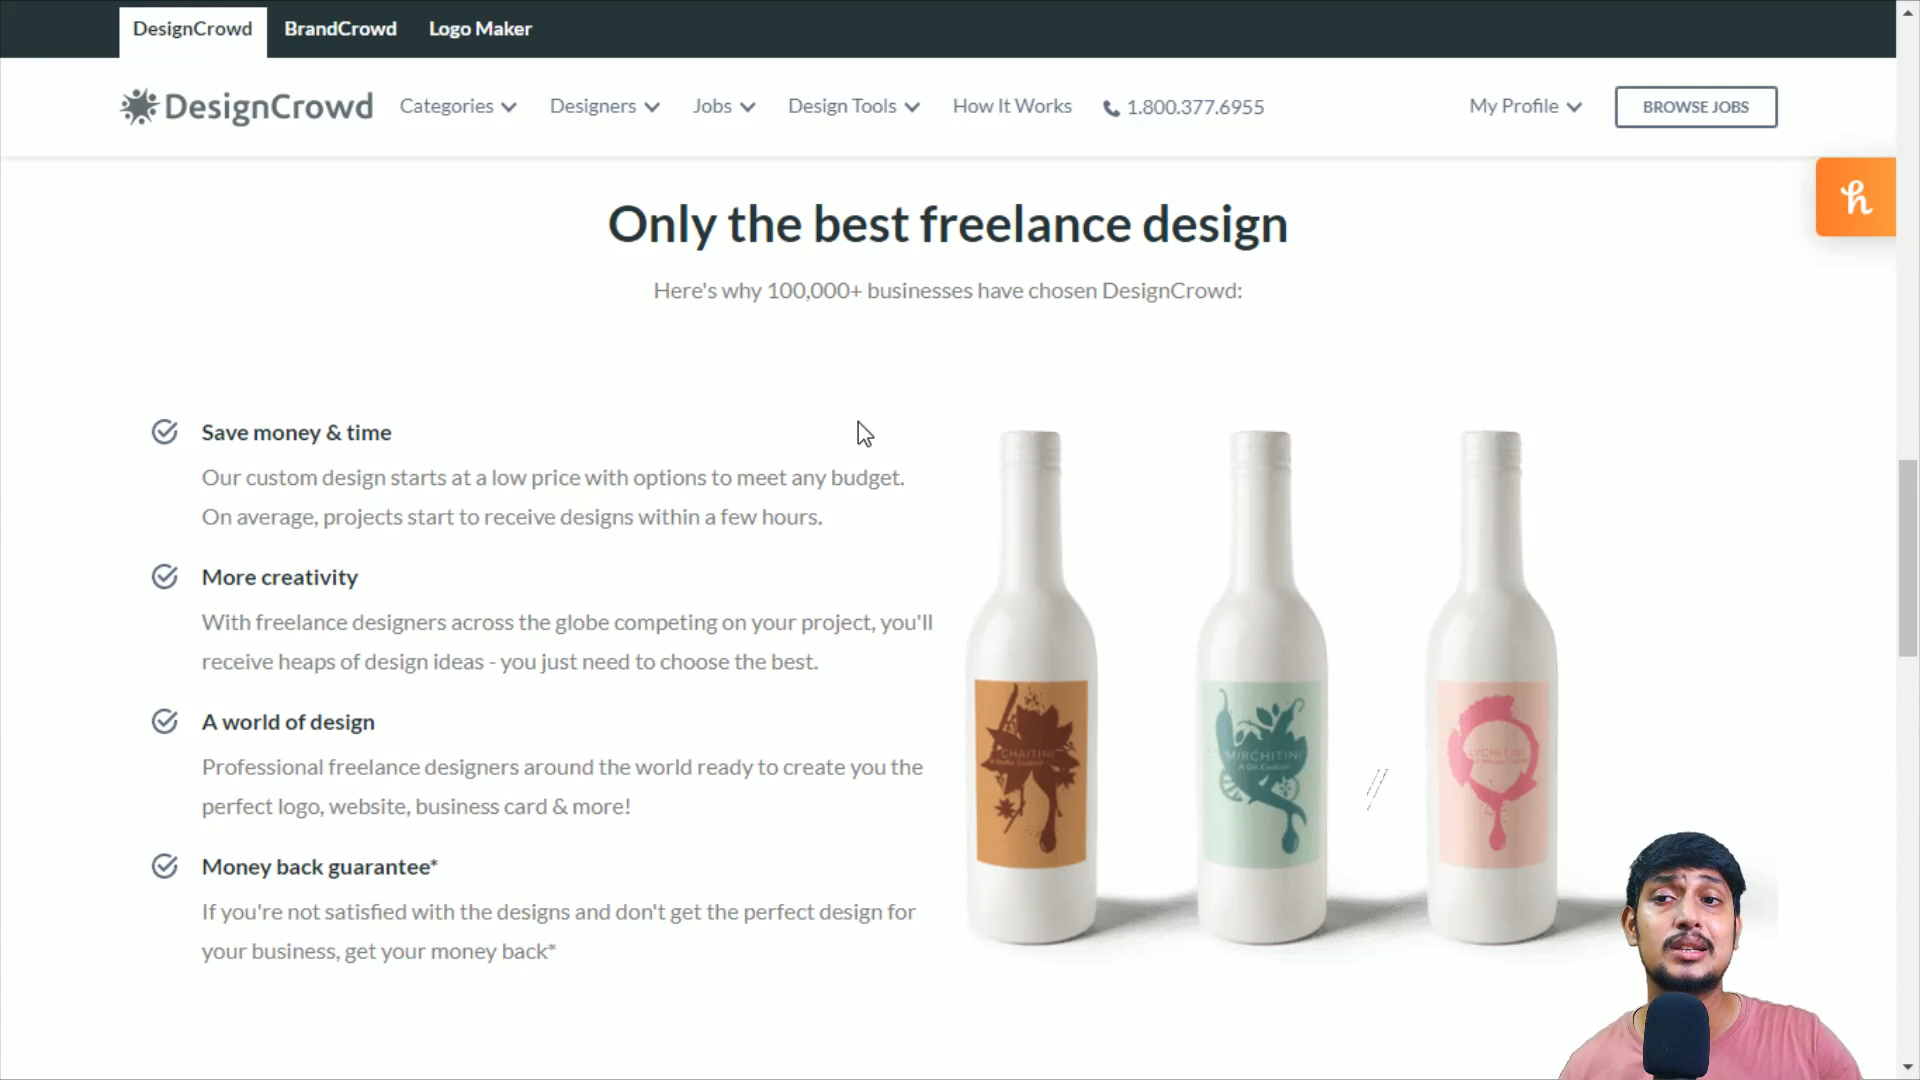 DesignCrowd BrandCrowd Logo Maker
DesignCrowd Categories Designers Jobs Design Tools How It Works 1.800.377.6955 My Profile BROWSE JOBS
Only the best freelance design
Here's why 100,000+ businesses have chosen DesignCrowd:
Save money & time
Our custom design starts at a low price with options to meet any budget.
On average, projects start to receive designs within a few hours.
More creativity
With freelance designers across the globe competing on your project, you'll
receive heaps of design ideas - you just need to choose the best.
A world of design
Professional freelance designers around the world ready to create you the
perfect logo, website, business card & more!
Money back guarantee*
If you're not satisfied with the designs and don't get the perfect design for
your business, get your money back*
CHAITINI
MIRCHITINI
A Gin Cocktail